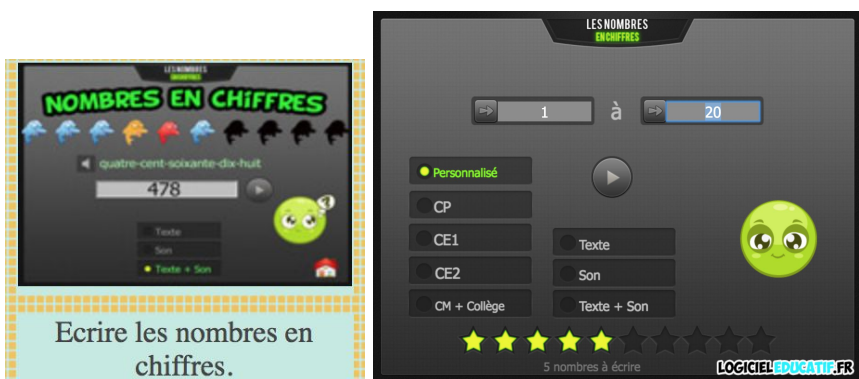 LES NOMBRES
EN CHIFFRES
NOMBRES EN CHIFFRES
quatre-cent-soixante-dix-huit
478
Texte
Son
Texte + Son
Ecrire les nombres en
chiffres.
LES NOMBRES
EN CHIFFRES
1 à 20
Personnalisé
CP
CE1
CE2
CM + Collège
Texte
Son
Texte + Son
5 nombres à écrire
LOGICIELEDUCATIF.FR